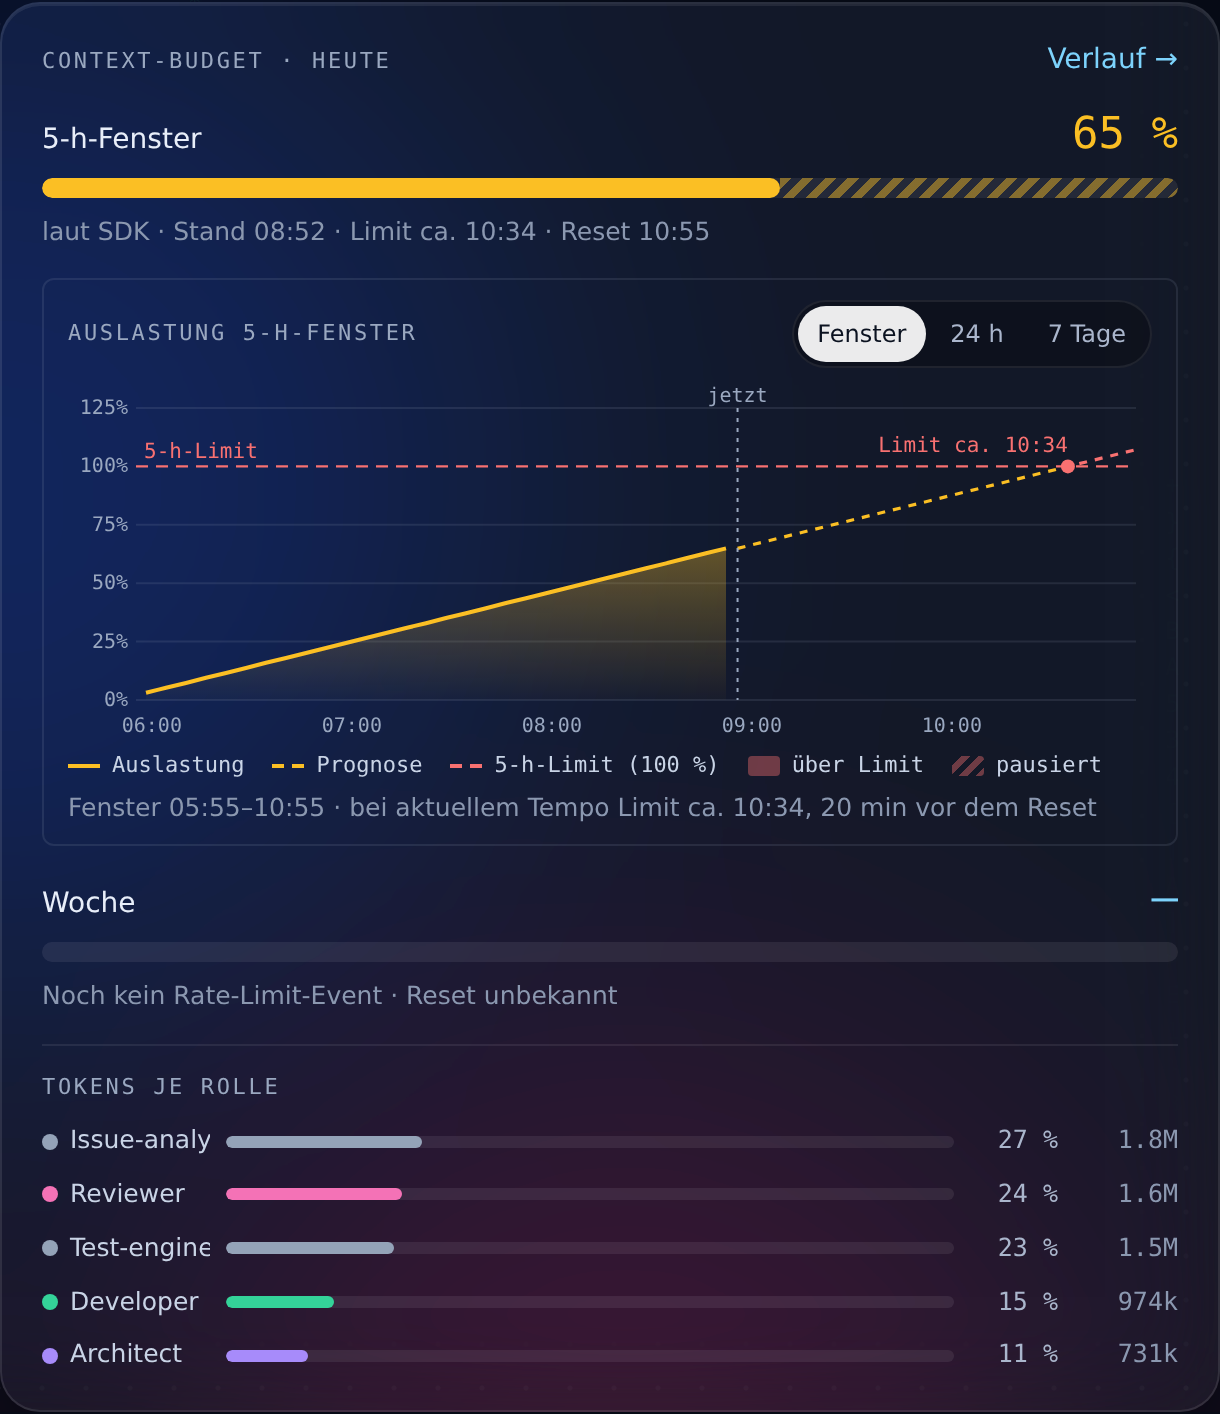 CONTEXT-BUDGET · HEUTE
Verlauf →
5-h-Fenster
65 %
laut SDK · Stand 08:52 · Limit ca. 10:34 · Reset 10:55
AUSLASTUNG 5-H-FENSTER
Fenster 24 h 7 Tage
jetzt
125%
5-h-Limit
Limit ca. 10:34
100%
75%
50%
25%
0%
06:00 07:00 08:00 09:00 10:00
Auslastung Prognose 5-h-Limit (100 %) über Limit pausiert
Fenster 05:55–10:55 · bei aktuellem Tempo Limit ca. 10:34, 20 min vor dem Reset
Woche —
Noch kein Rate-Limit-Event · Reset unbekannt
TOKENS JE ROLLE
Issue-analy 27 % 1.8M
Reviewer 24 % 1.6M
Test-engine 23 % 1.5M
Developer 15 % 974k
Architect 11 % 731k